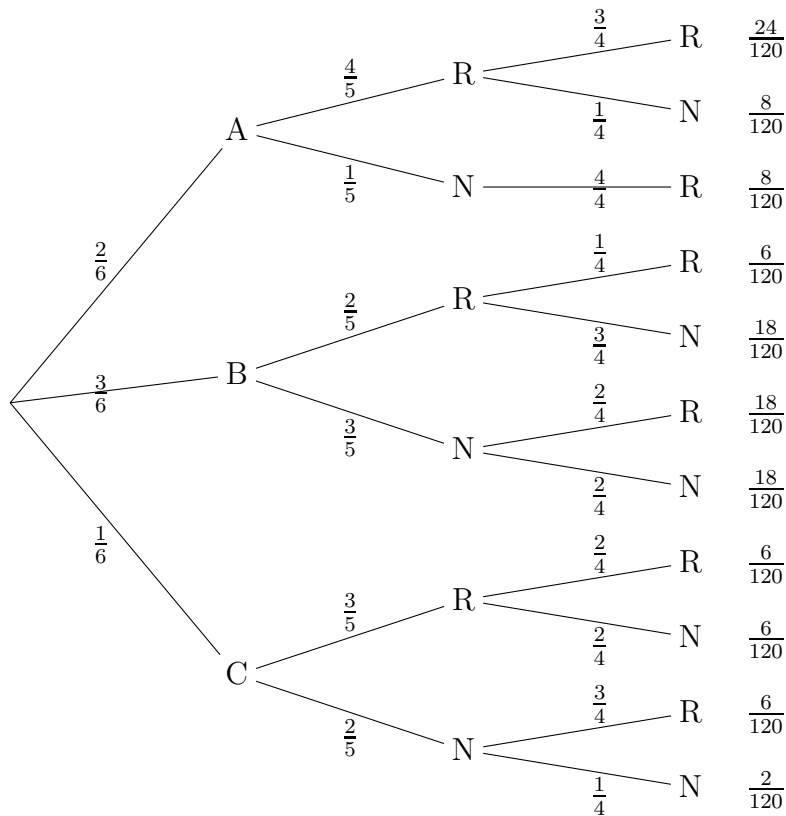 3/4 R 24/120
4/5 R
1/4 N 8/120
A
1/5 N 4/4 R 8/120
2/6
1/4 R 6/120
2/5 R
3/4 N 18/120
3/6 B
2/4 R 18/120
3/5 N
2/4 N 18/120
1/6
2/4 R 6/120
3/5 R
2/4 N 6/120
C
3/4 R 6/120
2/5 N
1/4 N 2/120